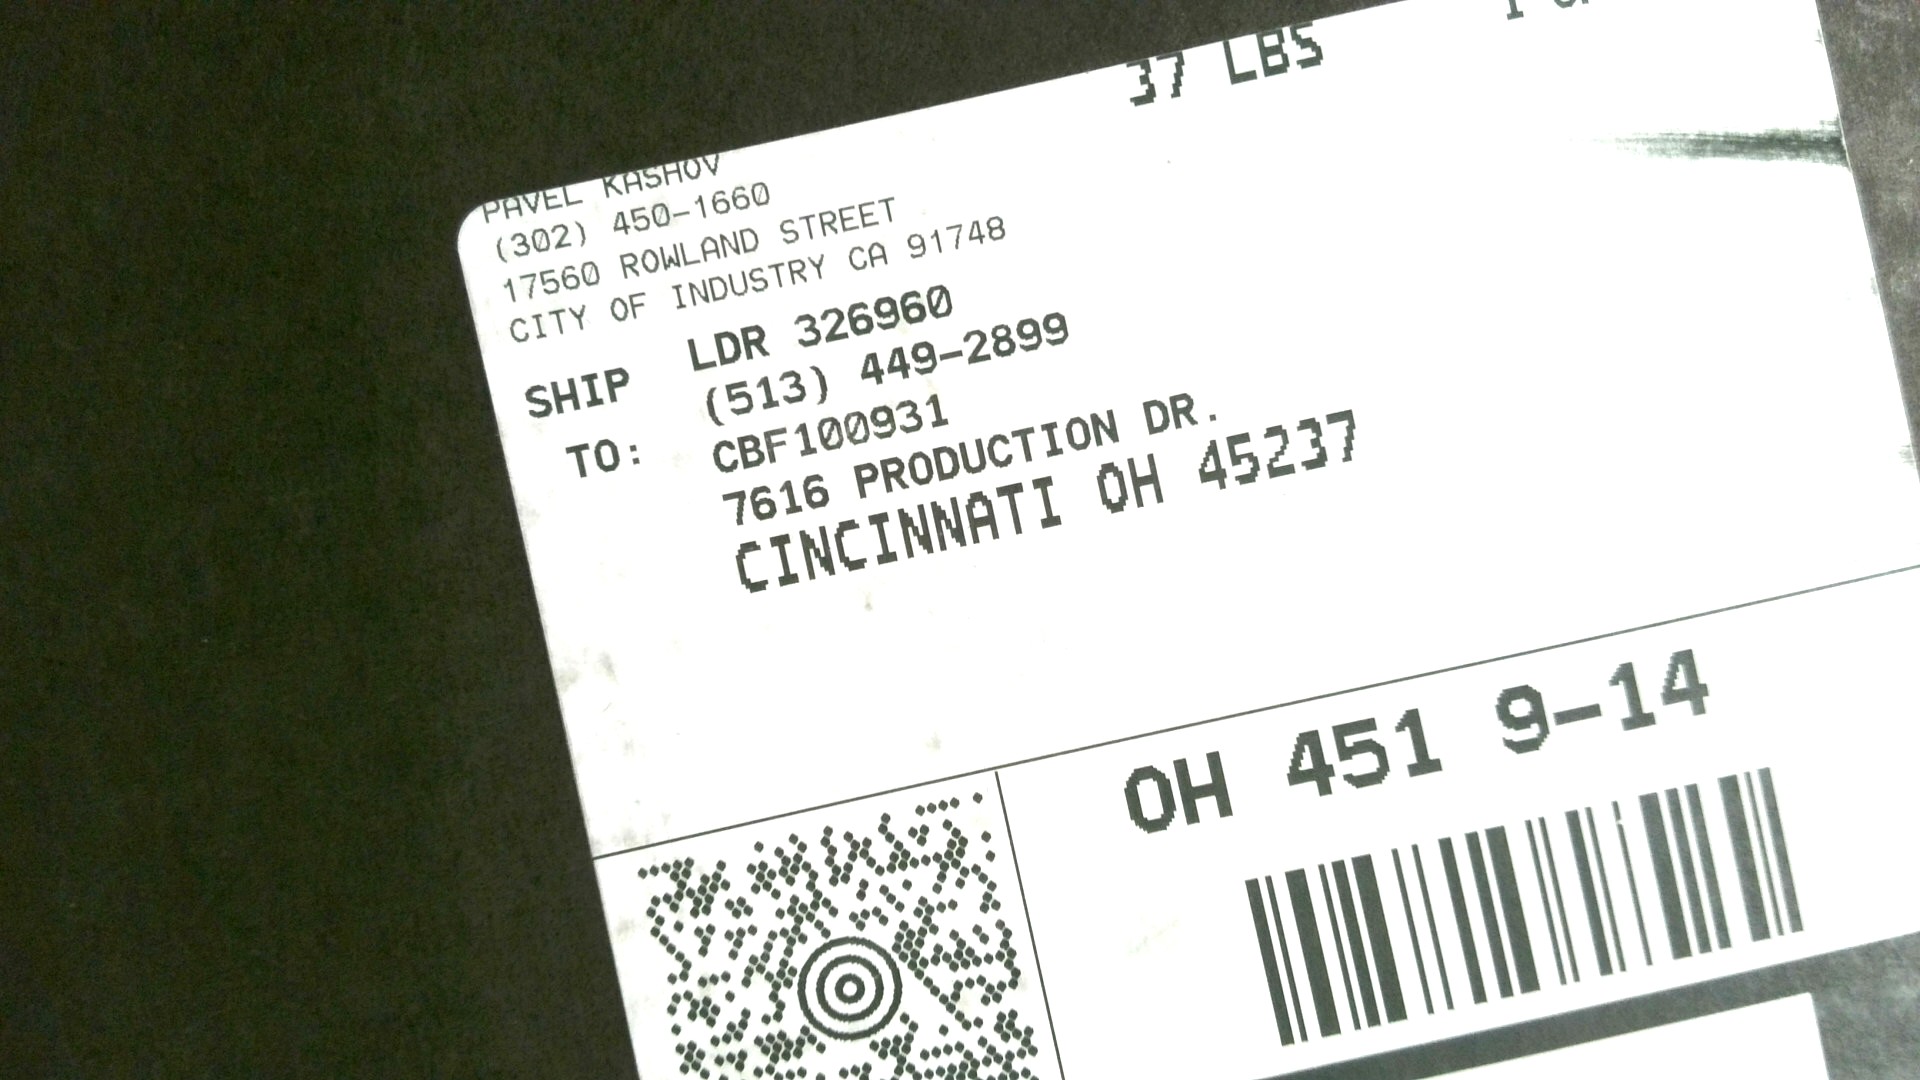 37 LBS
PAVEL KASHOV
(302) 450-1660
17560 ROWLAND STREET
CITY OF INDUSTRY CA 91748
SHIP TO:
LDR 326960
(513) 449-2899
CBF100931
7616 PRODUCTION DR.
CINCINNATI OH 45237
OH 451 9-14